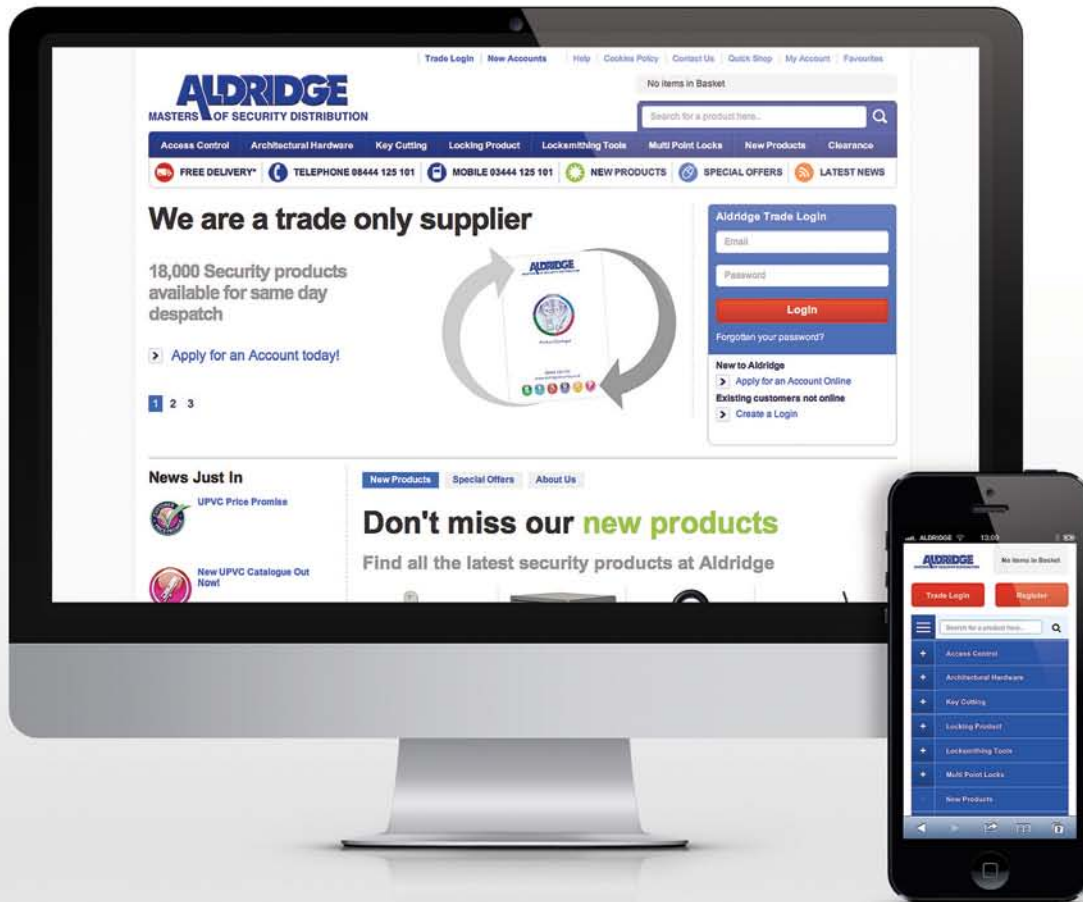 Trade Login New Accounts Help Cookies Policy Contact Us Quick Shop My Account Favourites
ALDRIDGE
MASTERS OF SECURITY DISTRIBUTION
No items in Basket
Search for a product here..
Access Control Architectural Hardware Key Cutting Locking Product Locksmithing Tools Multi Point Locks New Products Clearance
FREE DELIVERY* TELEPHONE 08444 125 101 MOBILE 03444 125 101 NEW PRODUCTS SPECIAL OFFERS LATEST NEWS
We are a trade only supplier
18,000 Security products
available for same day
despatch
Apply for an Account today!
1 2 3
ALDRIDGE
Aldridge Trade Login
Email
Password
Login
Forgotten your password?
New to Aldridge
Apply for an Account Online
Existing customers not online
Create a Login
News Just In
UPVC Price Promise
New UPVC Catalogue Out
Now!
New Products Special Offers About Us
Don't miss our new products
Find all the latest security products at Aldridge
ALDRIDGE 13:00
ALDRIDGE
MASTERS OF SECURITY DISTRIBUTION
No items in Basket
Trade Login Register
Search for a product here..
Access Control
Architectural Hardware
Key Cutting
Locking Product
Locksmithing Tools
Multi Point Locks
New Products